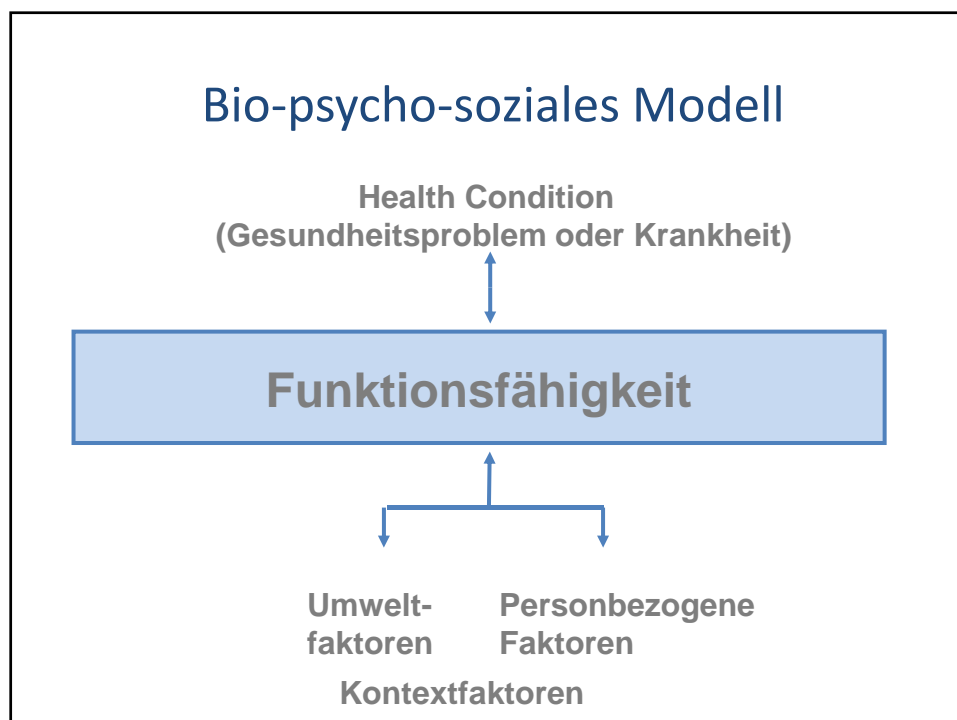 Bio-psycho-soziales Modell
Health Condition
(Gesundheitsproblem oder Krankheit)
Funktionsfähigkeit
Umwelt-
faktoren
Personbezogene
Faktoren
Kontextfaktoren